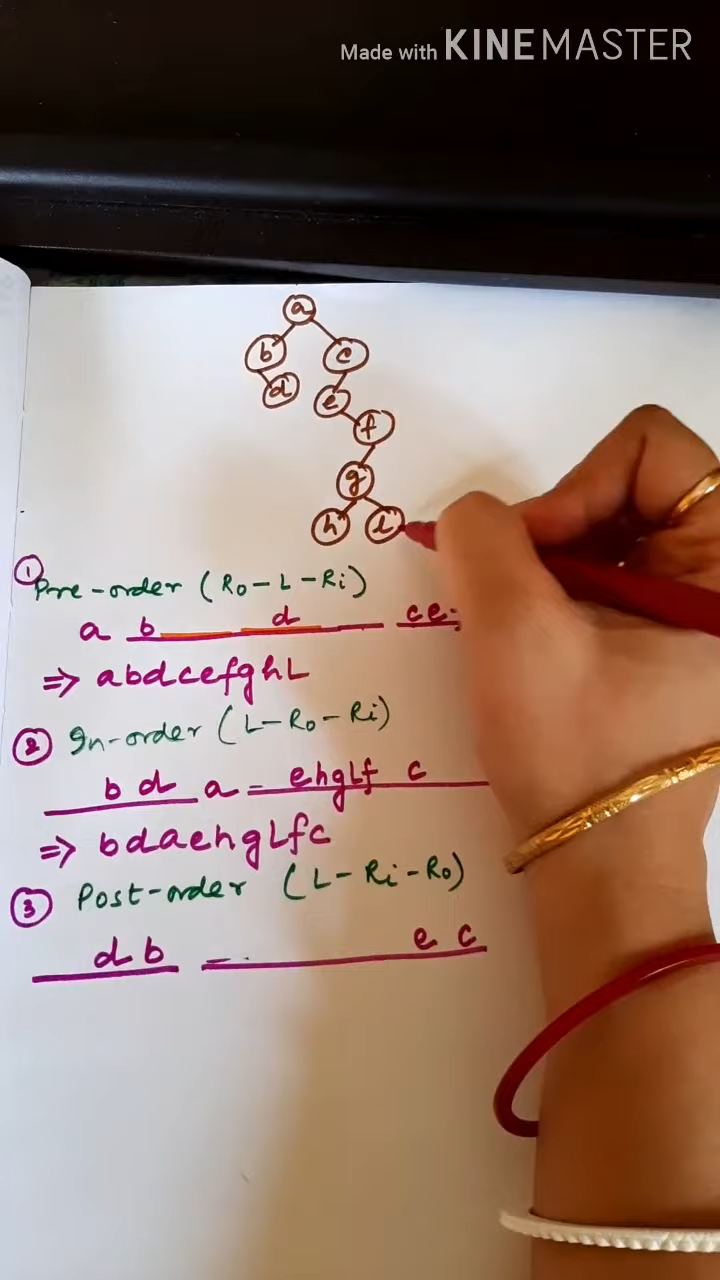 Made with KINEMASTER
a
b c
d e
f
g
h L
① Pre-order (Ro-L-Ri)
a b d ce
⇒ abdcefghL
② In-order (L-Ro-Ri)
b d a ehgLf c
⇒ bdaehgLfc
③ Post-order (L-Ri-Ro)
d b e c